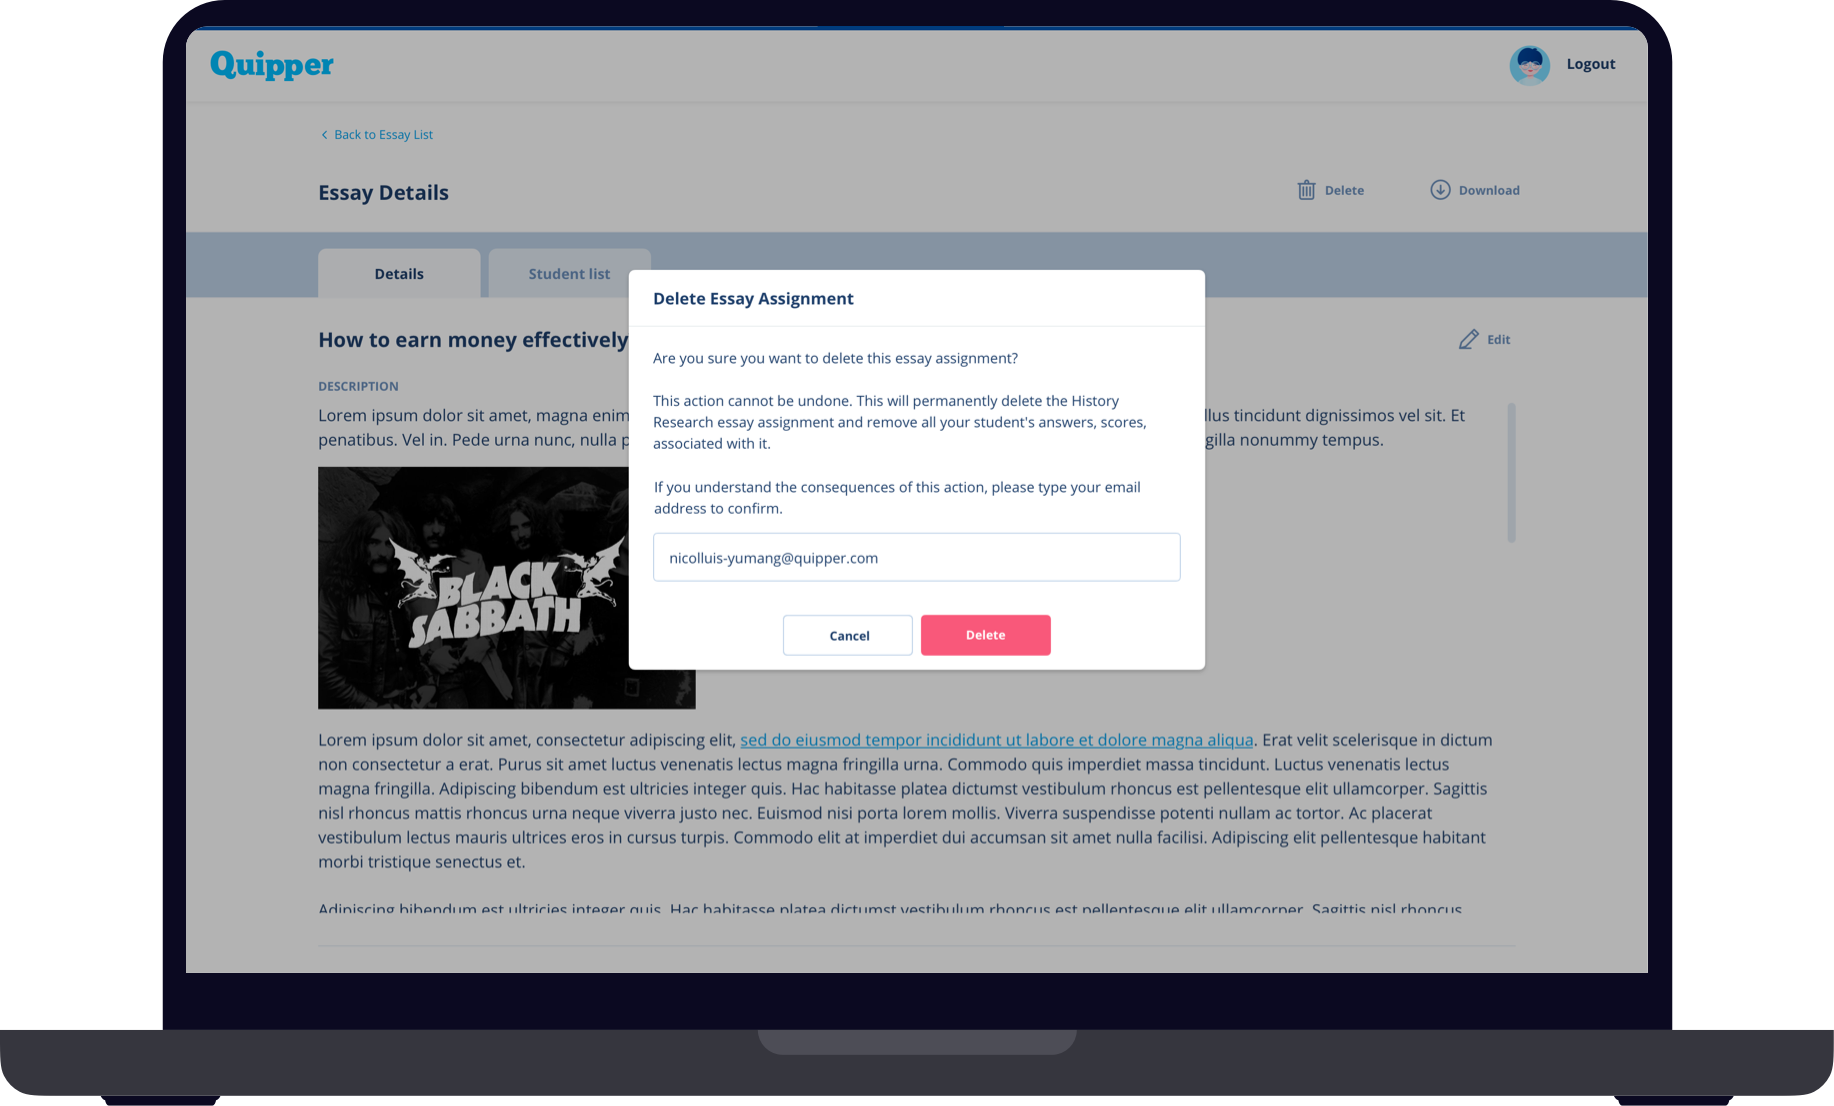 Quipper
Logout
Back to Essay List
Essay Details
Delete
Download
Details
Student list
Delete Essay Assignment
Are you sure you want to delete this essay assignment?
This action cannot be undone. This will permanently delete the History
Research essay assignment and remove all your student's answers, scores,
associated with it.
If you understand the consequences of this action, please type your email
address to confirm.
nicolluis-yumang@quipper.com
Cancel
Delete
How to earn money effectively
Edit
DESCRIPTION
Lorem ipsum dolor sit amet, magna enim llus tincidunt dignissimos vel sit. Et
penatibus. Vel in. Pede urna nunc, nulla p gilla nonummy tempus.
BLACK
SABBATH
Lorem ipsum dolor sit amet, consectetur adipiscing elit, sed do eiusmod tempor incididunt ut labore et dolore magna aliqua. Erat velit scelerisque in dictum
non consectetur a erat. Purus sit amet luctus venenatis lectus magna fringilla urna. Commodo quis imperdiet massa tincidunt. Luctus venenatis lectus
magna fringilla. Adipiscing bibendum est ultricies integer quis. Hac habitasse platea dictumst vestibulum rhoncus est pellentesque elit ullamcorper. Sagittis
nisl rhoncus mattis rhoncus urna neque viverra justo nec. Euismod nisi porta lorem mollis. Viverra suspendisse potenti nullam ac tortor. Ac placerat
vestibulum lectus mauris ultrices eros in cursus turpis. Commodo elit at imperdiet dui accumsan sit amet nulla facilisi. Adipiscing elit pellentesque habitant
morbi tristique senectus et.
Adipiscing bibendum est ultricies integer quis. Hac habitasse platea dictumst vestibulum rhoncus est pellentesque elit ullamcorper. Sagittis nisl rhoncus